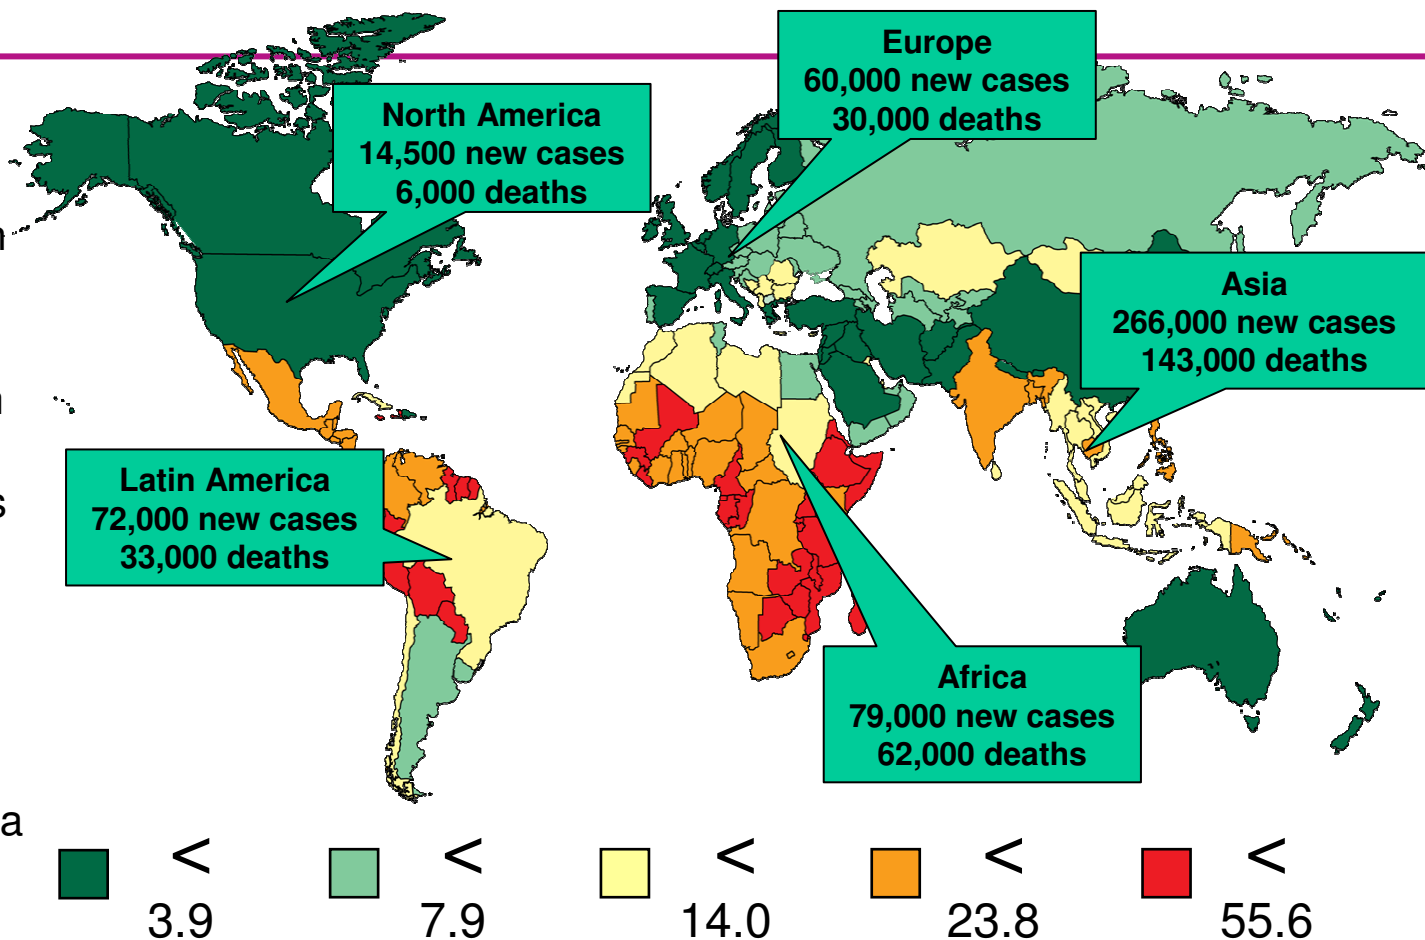 Europe
60,000 new cases
30,000 deaths
North America
14,500 new cases
6,000 deaths
Asia
266,000 new cases
143,000 deaths
Latin America
72,000 new cases
33,000 deaths
Africa
79,000 new cases
62,000 deaths
a
< < < < <
3.9 7.9 14.0 23.8 55.6